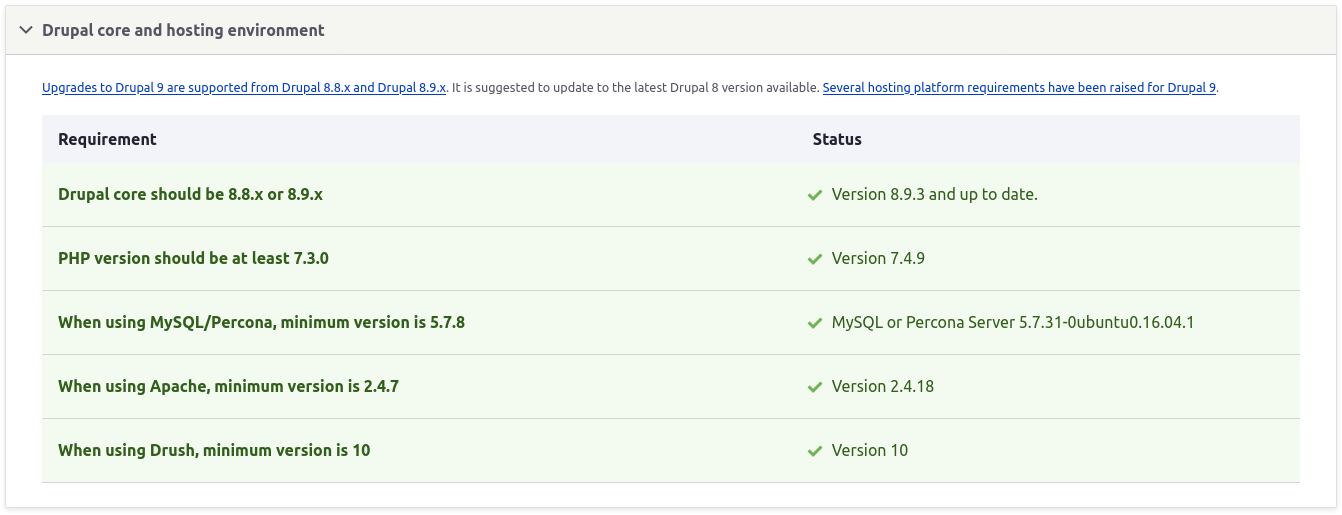 Drupal core and hosting environment
Upgrades to Drupal 9 are supported from Drupal 8.8.x and Drupal 8.9.x. It is suggested to update to the latest Drupal 8 version available. Several hosting platform requirements have been raised for Drupal 9.
Requirement Status
Drupal core should be 8.8.x or 8.9.x Version 8.9.3 and up to date.
PHP version should be at least 7.3.0 Version 7.4.9
When using MySQL/Percona, minimum version is 5.7.8 MySQL or Percona Server 5.7.31-0ubuntu0.16.04.1
When using Apache, minimum version is 2.4.7 Version 2.4.18
When using Drush, minimum version is 10 Version 10